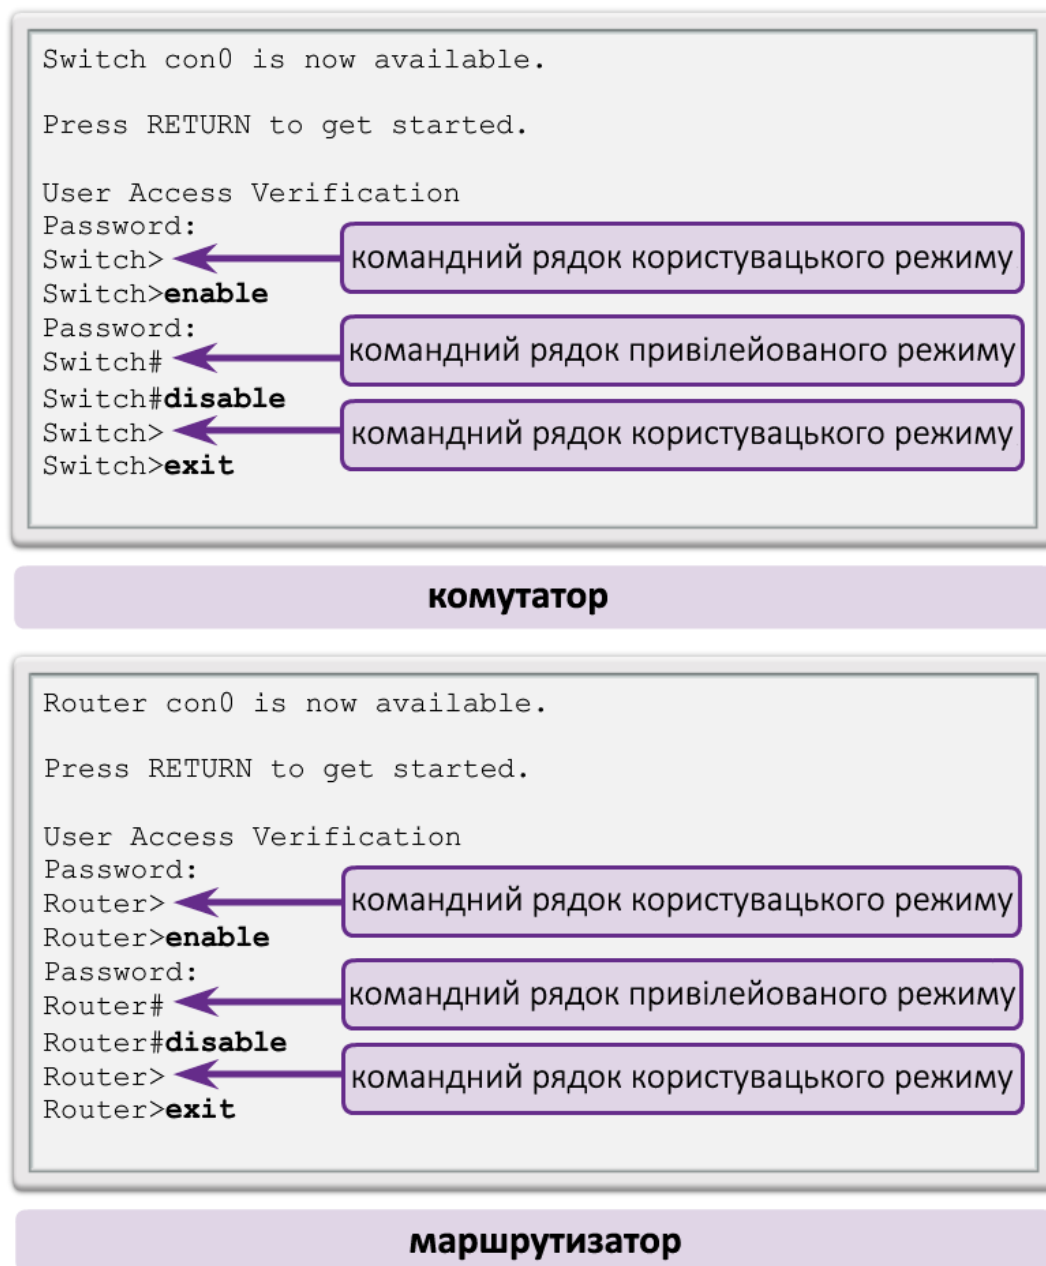 Switch con0 is now available.
Press RETURN to get started.
User Access Verification
Password:
Switch> командний рядок користувацького режиму
Switch>enable
Password:
Switch# командний рядок привілейованого режиму
Switch#disable
Switch> командний рядок користувацького режиму
Switch>exit
комутатор
Router con0 is now available.
Press RETURN to get started.
User Access Verification
Password:
Router> командний рядок користувацького режиму
Router>enable
Password:
Router# командний рядок привілейованого режиму
Router#disable
Router> командний рядок користувацького режиму
Router>exit
маршрутизатор